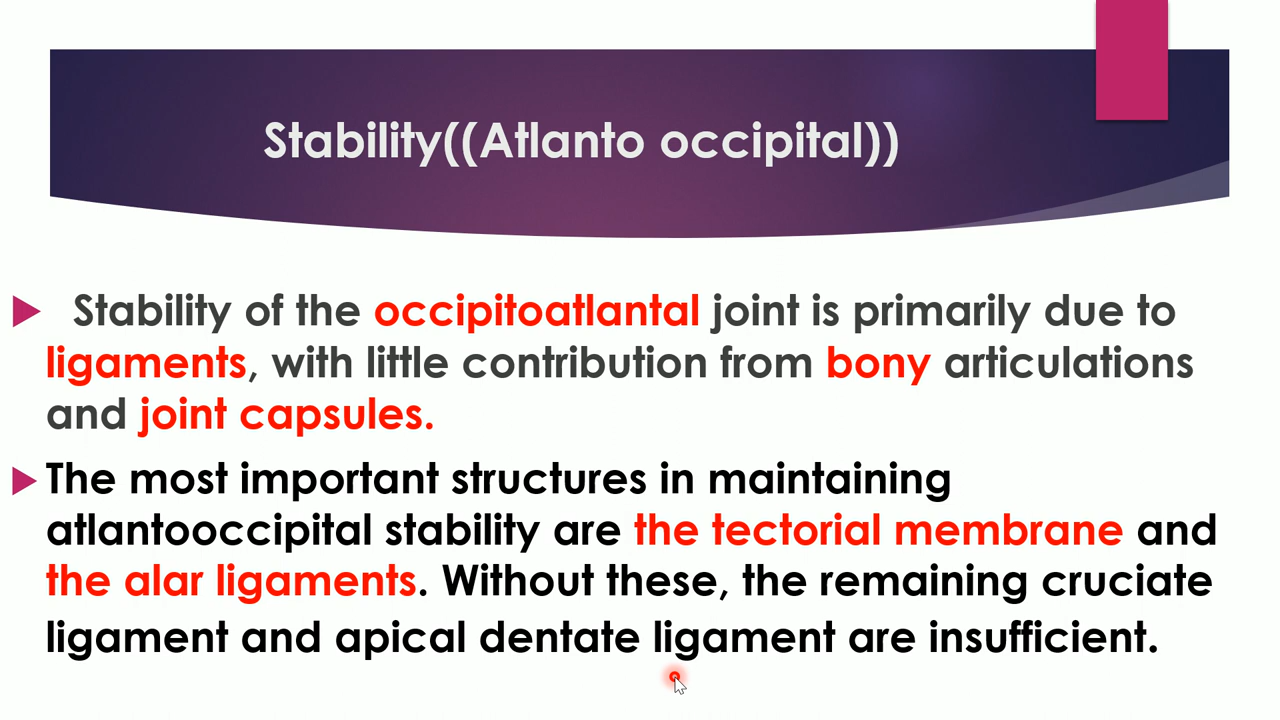 Stability((Atlanto occipital))
Stability of the occipitoatlantal joint is primarily due to
ligaments, with little contribution from bony articulations
and joint capsules.
The most important structures in maintaining
atlantooccipital stability are the tectorial membrane and
the alar ligaments. Without these, the remaining cruciate
ligament and apical dentate ligament are insufficient.